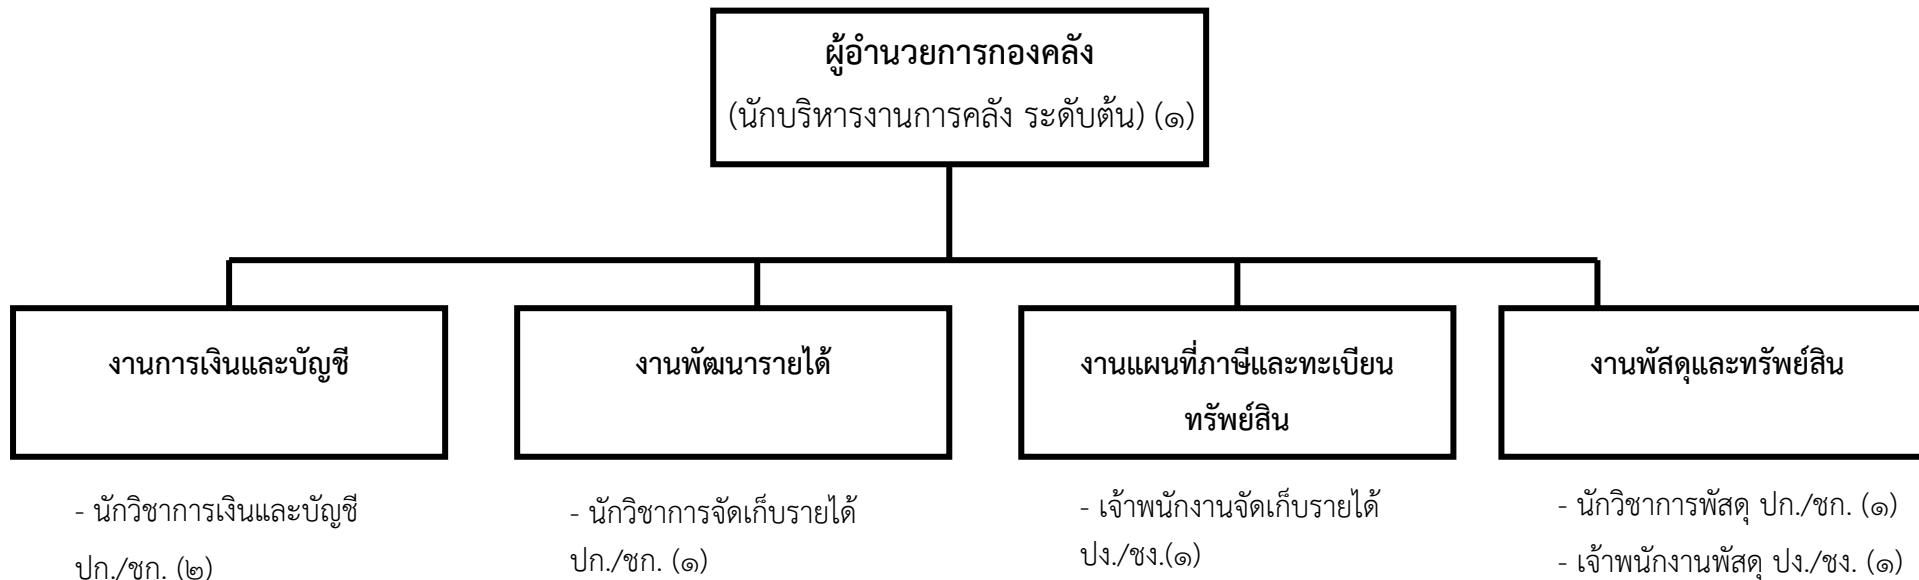 ผู้อำนวยการกองคลัง
(นักบริหารงานการคลัง ระดับต้น) (๑)
งานการเงินและบัญชี
งานพัฒนารายได้
งานแผนที่ภาษีและทะเบียน
ทรัพย์สิน
งานพัสดุและทรัพย์สิน
- นักวิชาการเงินและบัญชี
ปก./ชก. (๒)
- นักวิชาการจัดเก็บรายได้
ปก./ชก. (๑)
- เจ้าพนักงานจัดเก็บรายได้
ปง./ชง.(๑)
- นักวิชาการพัสดุ ปก./ชก. (๑)
- เจ้าพนักงานพัสดุ ปง./ชง. (๑)